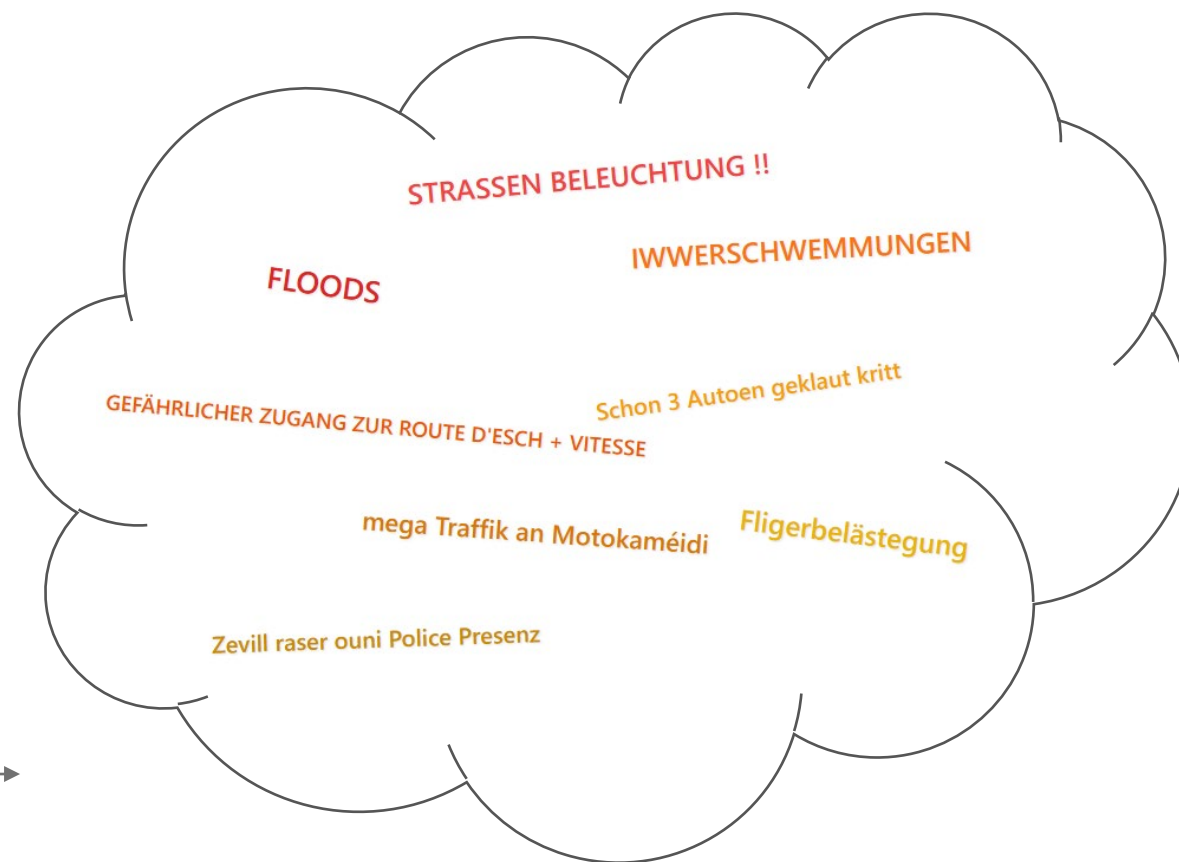 STRASSEN BELEUCHTUNG !!
IWWERSCHWEMMUNGEN
FLOODS
Schon 3 Autoen geklaut kritt
GEFÄHRLICHER ZUGANG ZUR ROUTE D'ESCH + VITESSE
mega Traffik an Motokaméidi
Fligerbelästegung
Zevill raser ouni Police Presenz